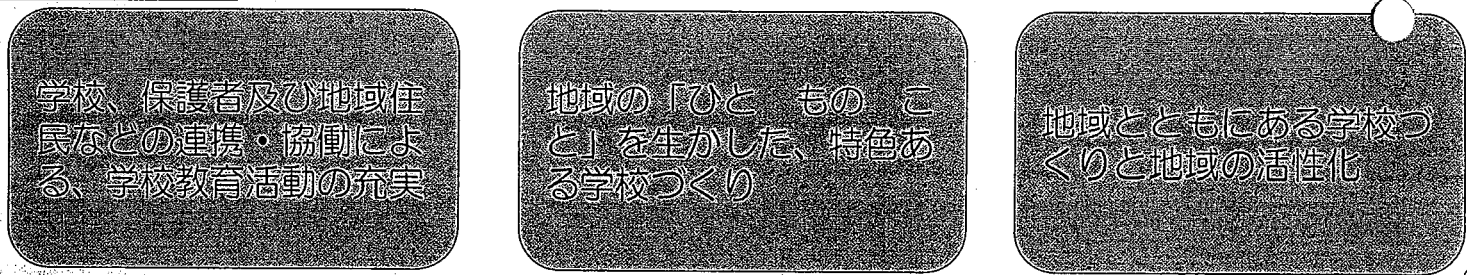 学校、保護者及び地域住
民などの連携・協働によ
る、学校教育活動の充実
地域の「ひと　もの　こ
と」を生かした、特色あ
る学校づくり
地域とともにある学校づ
くりと地域の活性化